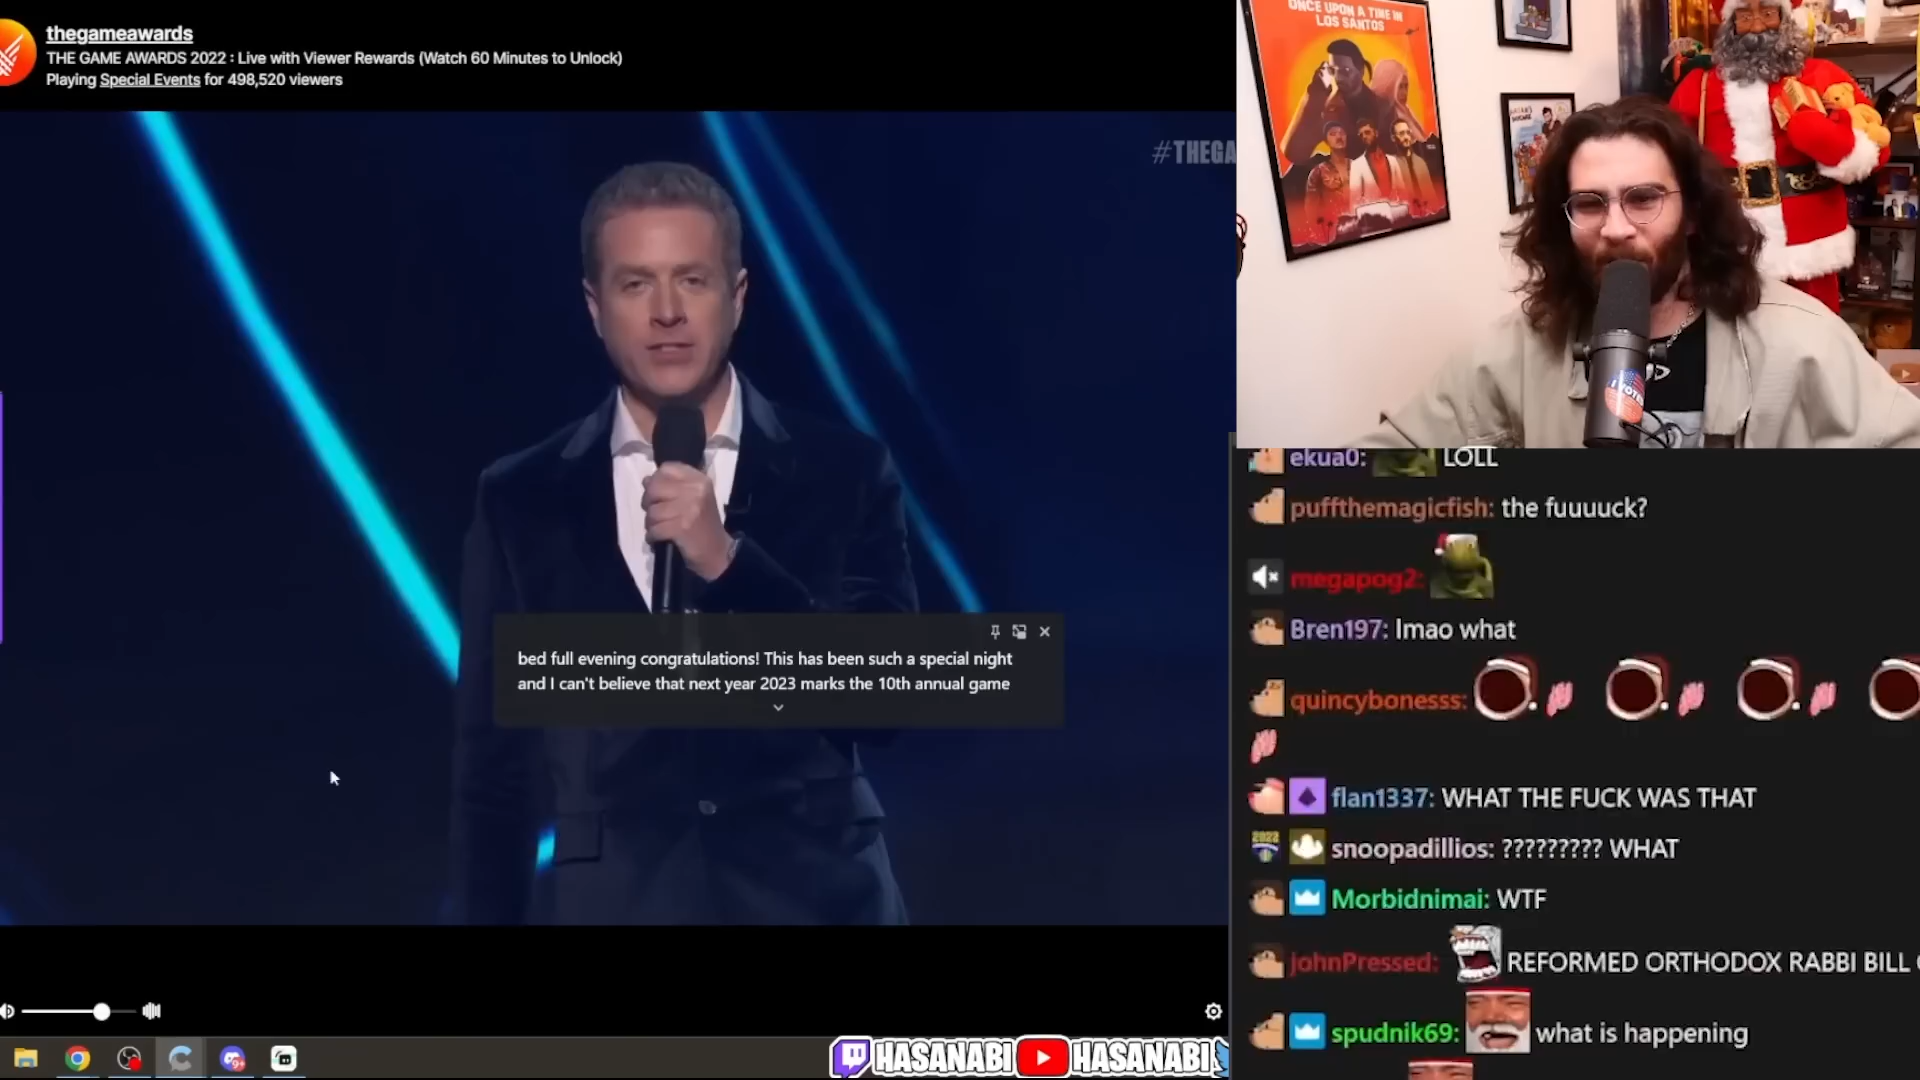 thegameawards
THE GAME AWARDS 2022 : Live with Viewer Rewards (Watch 60 Minutes to Unlock)
Playing Special Events for 498,520 viewers
#THEGA
ONCE UPON A TIME IN
LOS SANTOS
I VOTED
bed full evening congratulations! This has been such a special night
and I can't believe that next year 2023 marks the 10th annual game
ekua0: LOLL
puffthemagicfish: the fuuuuck?
megapog2:
Bren197: lmao what
quincybonesss:
flan1337: WHAT THE FUCK WAS THAT
2022 snoopadillios: ????????? WHAT
Morbidnimai: WTF
johnPressed: REFORMED ORTHODOX RABBI BILL
spudnik69: what is happening
HASANABI HASANABI